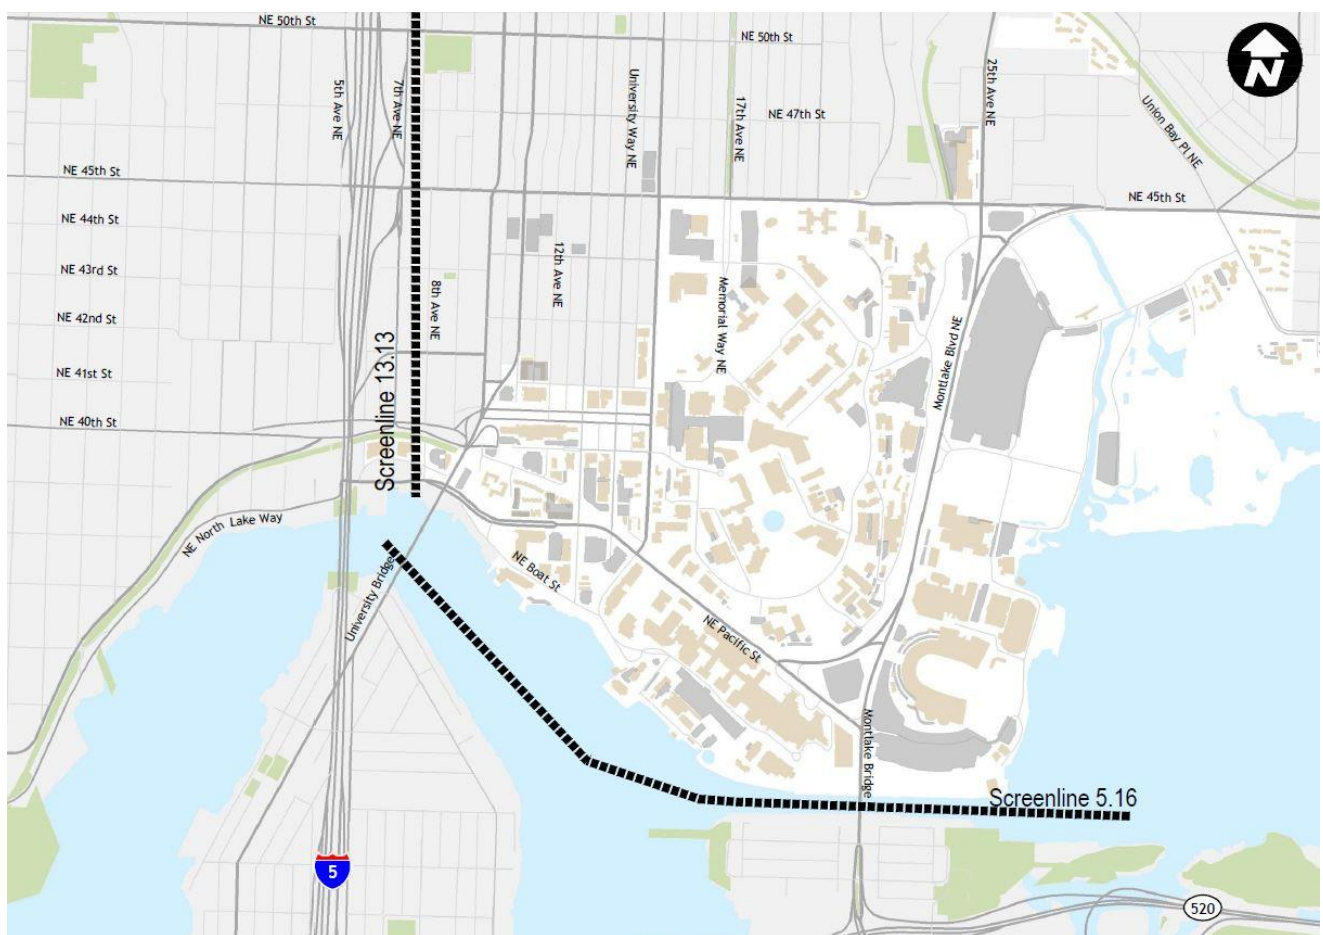 NE 50th St
NE 50th St
N
5th Ave NE
7th Ave NE
University Way NE
17th Ave NE
25th Ave NE
Union Bay Pl NE
NE 47th St
NE 45th St
NE 45th St
NE 44th St
NE 43rd St
NE 42nd St
NE 41st St
NE 40th St
8th Ave NE
12th Ave NE
Memorial Way NE
Montlake Blvd NE
Screenline 13.13
NE North Lake Way
University Bridge
NE Boat St
NE Pacific St
Montlake Bridge
Screenline 5.16
5
520